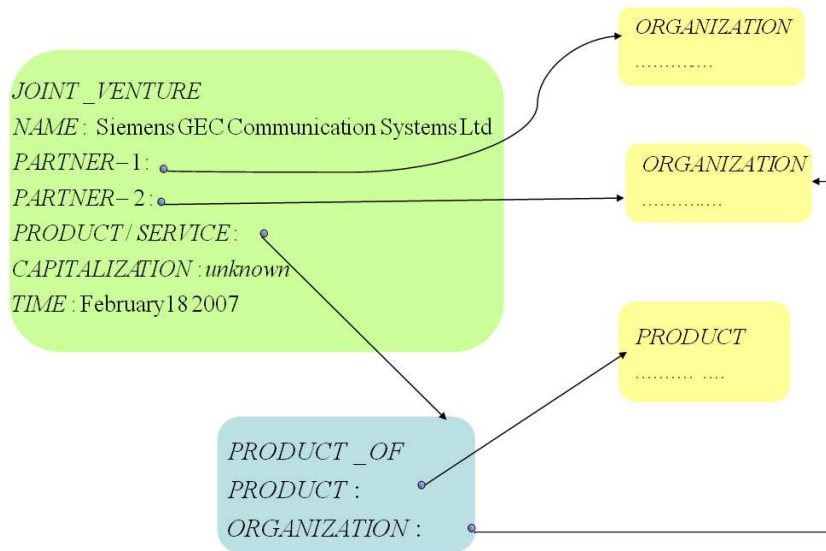 JOINT _VENTURE
NAME : Siemens GEC Communication Systems Ltd
PARTNER–1:
PARTNER–2:
PRODUCT / SERVICE :
CAPITALIZATION : unknown
TIME : February 18 2007
ORGANIZATION
..............
ORGANIZATION
..............
PRODUCT
.......... ....
PRODUCT _OF
PRODUCT :
ORGANIZATION :